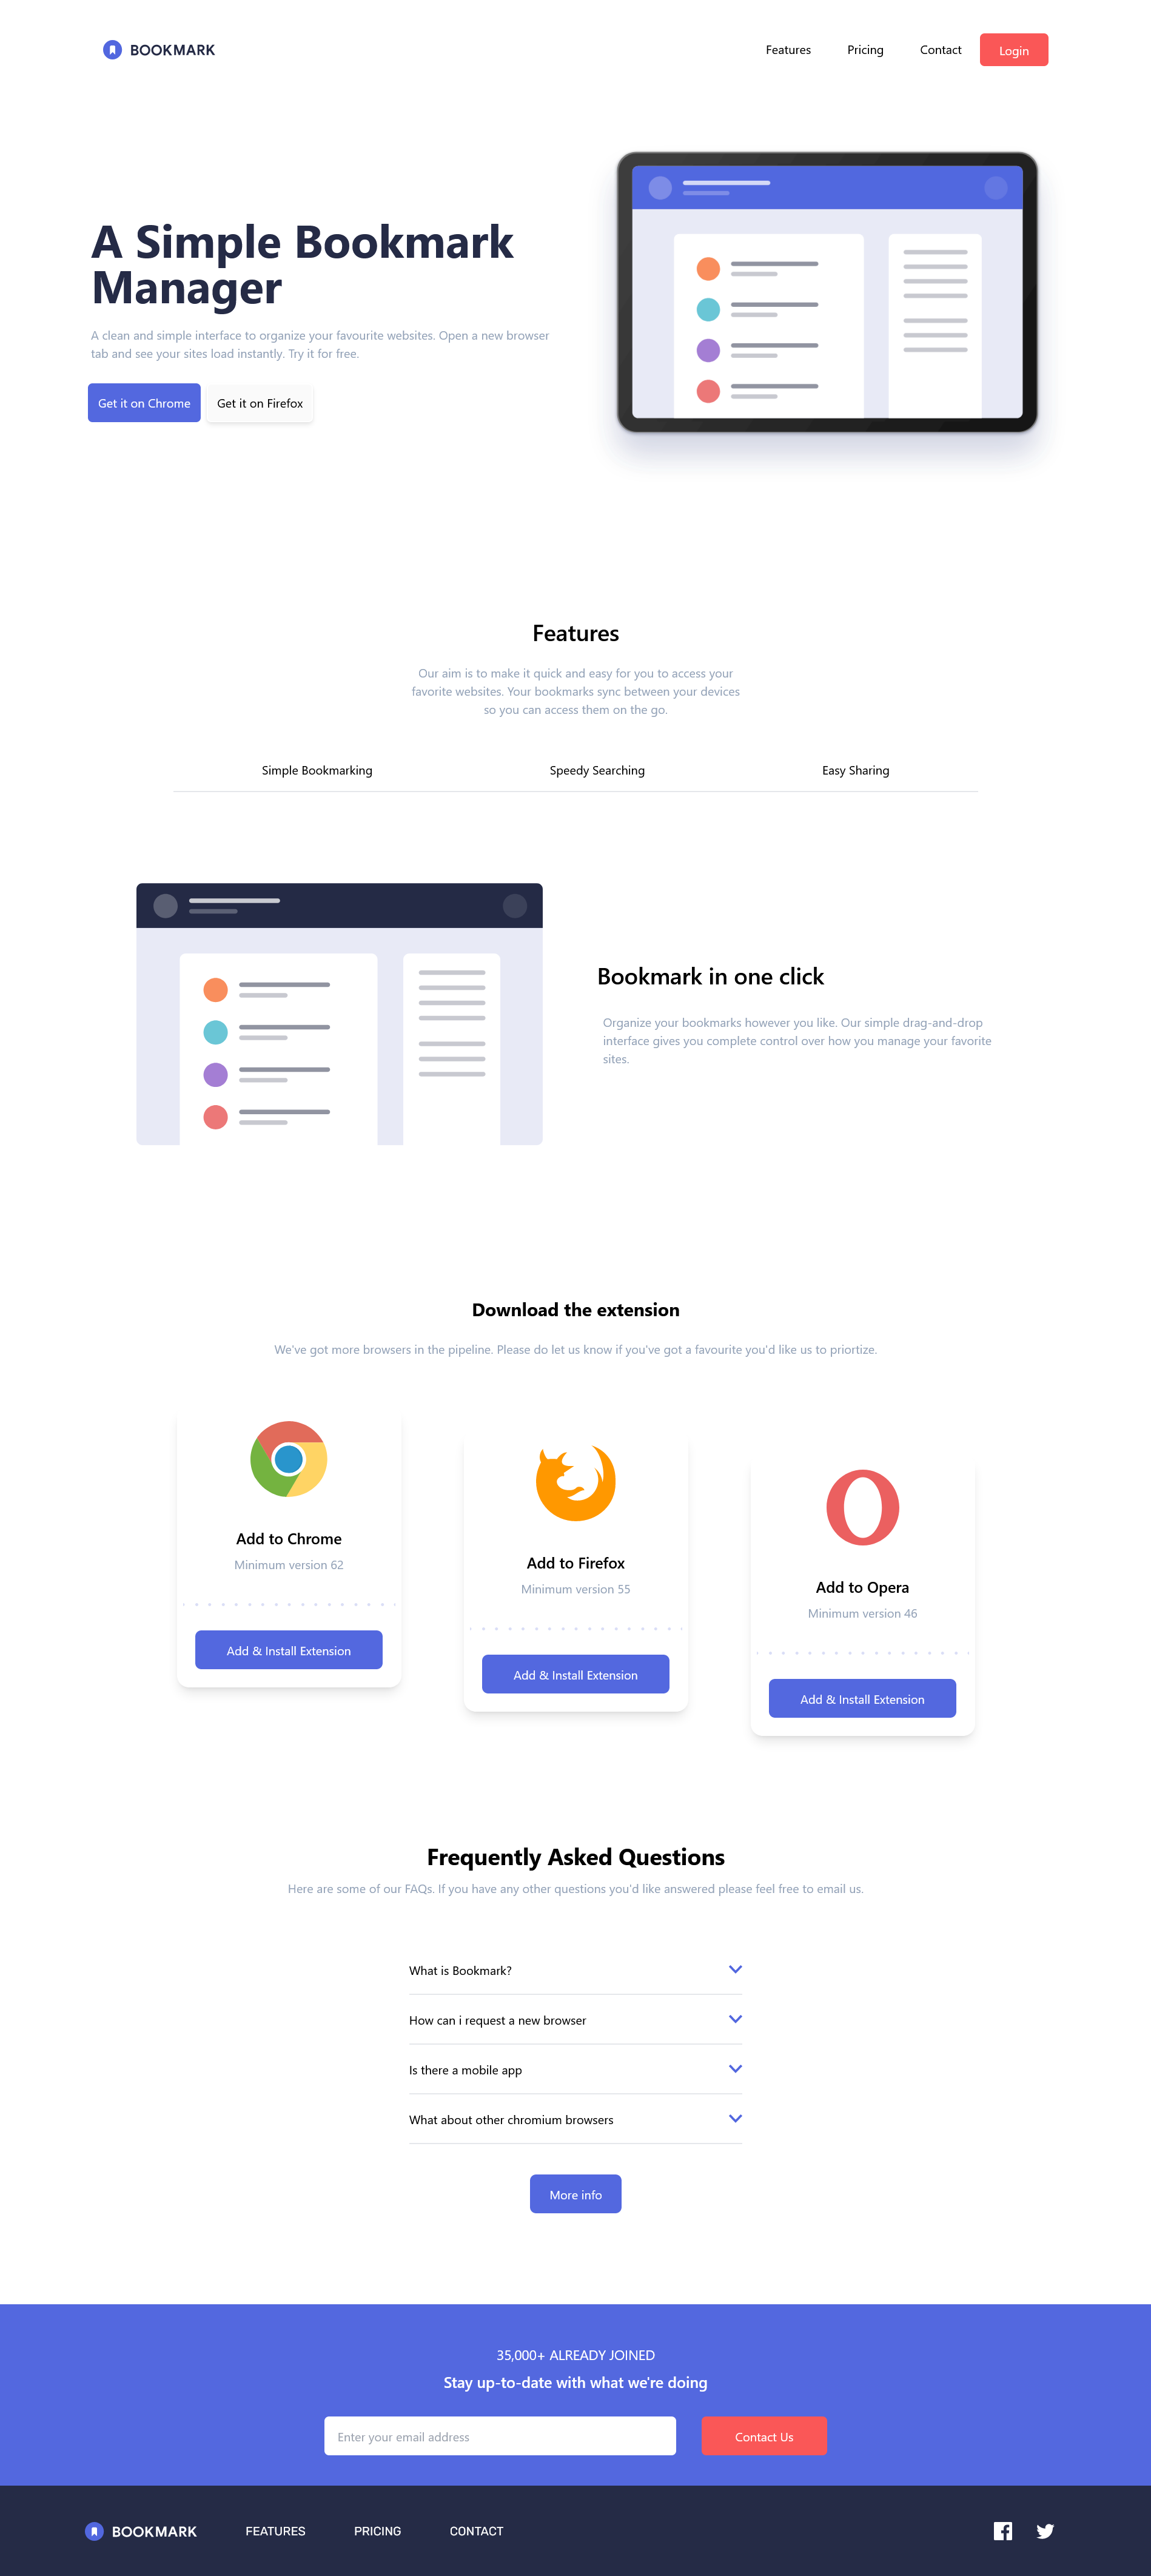 BOOKMARK
Features
Pricing
Contact
Login
A Simple Bookmark
Manager
A clean and simple interface to organize your favourite websites. Open a new browser
tab and see your sites load instantly. Try it for free.
Get it on Chrome
Get it on Firefox
Features
Our aim is to make it quick and easy for you to access your
favorite websites. Your bookmarks sync between your devices
so you can access them on the go.
Simple Bookmarking
Speedy Searching
Easy Sharing
Bookmark in one click
Organize your bookmarks however you like. Our simple drag-and-drop
interface gives you complete control over how you manage your favorite
sites.
Download the extension
We've got more browsers in the pipeline. Please do let us know if you've got a favourite you'd like us to priortize.
Add to Chrome
Minimum version 62
Add & Install Extension
Add to Firefox
Minimum version 55
Add & Install Extension
Add to Opera
Minimum version 46
Add & Install Extension
Frequently Asked Questions
Here are some of our FAQs. If you have any other questions you'd like answered please feel free to email us.
What is Bookmark?
How can i request a new browser
Is there a mobile app
What about other chromium browsers
More info
35,000+ ALREADY JOINED
Stay up-to-date with what we're doing
Enter your email address
Contact Us
BOOKMARK
FEATURES
PRICING
CONTACT